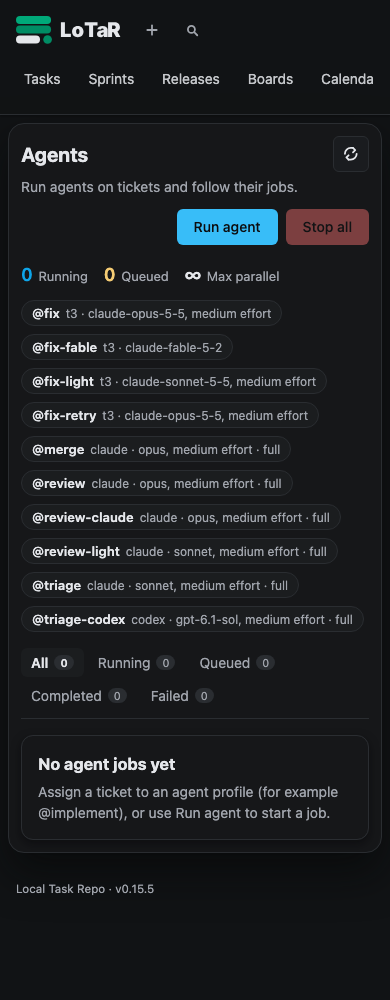 LoTaR
Tasks Sprints Releases Boards Calenda
Agents
Run agents on tickets and follow their jobs.
Run agent Stop all
0 Running 0 Queued ∞ Max parallel
@fix t3 · claude-opus-5-5, medium effort
@fix-fable t3 · claude-fable-5-2
@fix-light t3 · claude-sonnet-5-5, medium effort
@fix-retry t3 · claude-opus-5-5, medium effort
@merge claude · opus, medium effort · full
@review claude · opus, medium effort · full
@review-claude claude · opus, medium effort · full
@review-light claude · sonnet, medium effort · full
@triage claude · sonnet, medium effort · full
@triage-codex codex · gpt-6.1-sol, medium effort · full
All 0 Running 0 Queued 0
Completed 0 Failed 0
No agent jobs yet
Assign a ticket to an agent profile (for example
@implement), or use Run agent to start a job.
Local Task Repo · v0.15.5